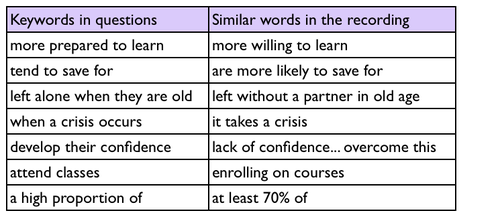 Keywords in questions Similar words in the recording
more prepared to learn more willing to learn
tend to save for are more likely to save for
left alone when they are old left without a partner in old age
when a crisis occurs it takes a crisis
develop their confidence lack of confidence... overcome this
attend classes enrolling on courses
a high proportion of at least 70% of